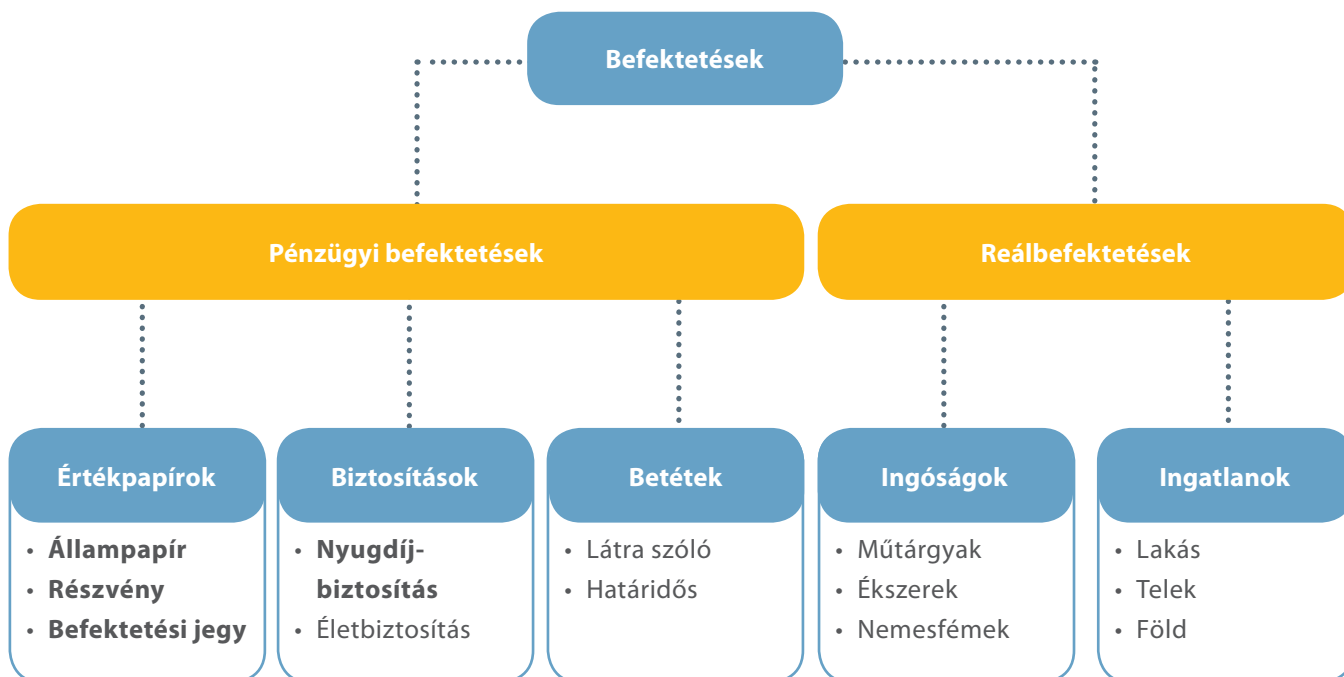 Befektetések
Pénzügyi befektetések
Reálbefektetések
Értékpapírok
• Állampapír
• Részvény
• Befektetési jegy
Biztosítások
• Nyugdíj-
biztosítás
• Életbiztosítás
Betétek
• Látra szóló
• Határidős
Ingóságok
• Műtárgyak
• Ékszerek
• Nemesfémek
Ingatlanok
• Lakás
• Telek
• Föld